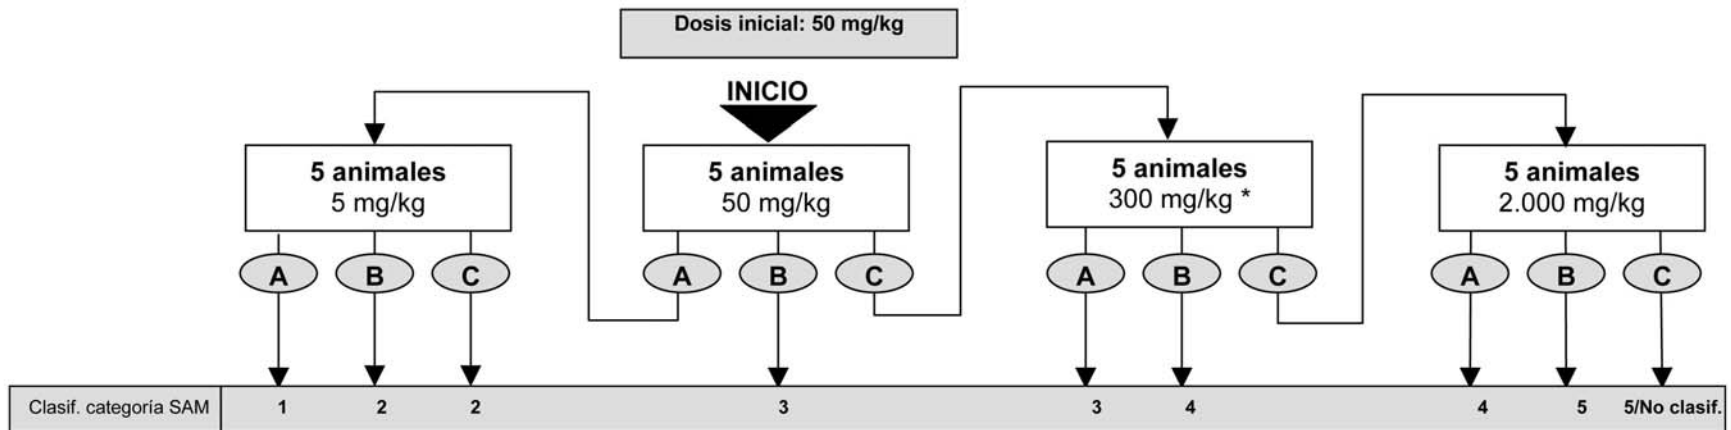 Dosis inicial: 50 mg/kg
INICIO
5 animales
5 mg/kg
5 animales
50 mg/kg
5 animales
300 mg/kg *
5 animales
2.000 mg/kg
A B C A B C A B C A B C
Clasif. categoría SAM 1 2 2 3 3 4 4 5 5/No clasif.